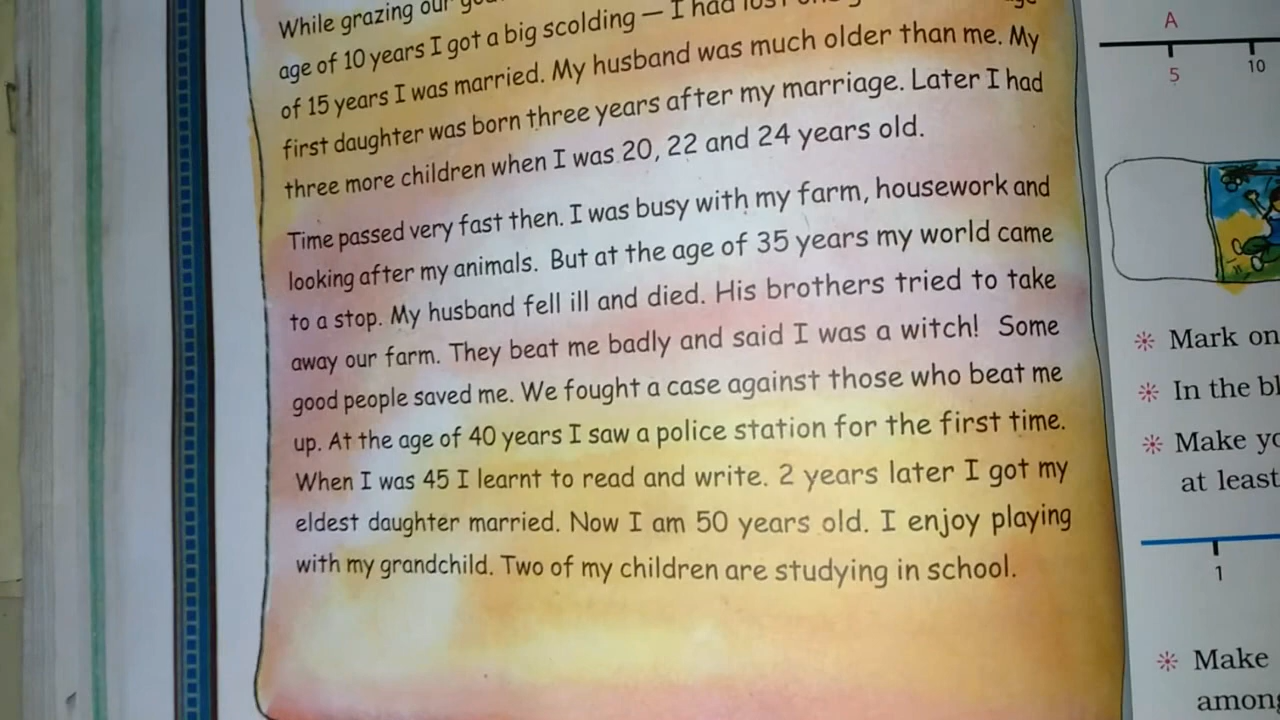 While grazing our
age of 10 years I got a big scolding — I had lost
of 15 years I was married. My husband was much older than me. My
first daughter was born three years after my marriage. Later I had
three more children when I was 20, 22 and 24 years old.
Time passed very fast then. I was busy with my farm, housework and
looking after my animals. But at the age of 35 years my world came
to a stop. My husband fell ill and died. His brothers tried to take
away our farm. They beat me badly and said I was a witch! Some
good people saved me. We fought a case against those who beat me
up. At the age of 40 years I saw a police station for the first time.
When I was 45 I learnt to read and write. 2 years later I got my
eldest daughter married. Now I am 50 years old. I enjoy playing
with my grandchild. Two of my children are studying in school.
A
5 10
Mark on
In the
Make
at least
1
Make